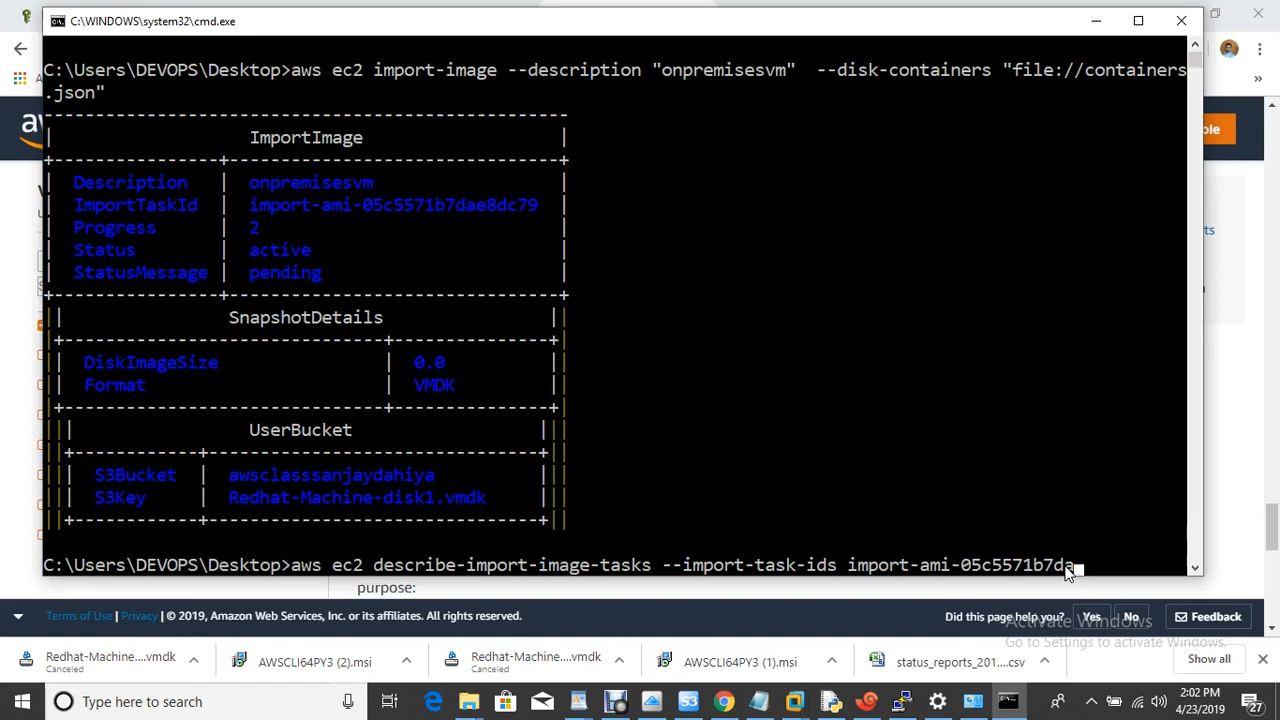 C:\WINDOWS\system32\cmd.exe
C:\Users\DEVOPS\Desktop>aws ec2 import-image --description "onpremisesvm"  --disk-containers "file://containers
.json"
ImportImage
Description onpremisesvm
ImportTaskId import-ami-05c5571b7dae8dc79
Progress 2
Status active
StatusMessage pending
SnapshotDetails
DiskImageSize 0.0
Format VMDK
UserBucket
S3Bucket awsclasssanjaydahiya
S3Key Redhat-Machine-disk1.vmdk
C:\Users\DEVOPS\Desktop>aws ec2 describe-import-image-tasks --import-task-ids import-ami-05c5571b7da
purpose:
Terms of Use | Privacy | © 2019, Amazon Web Services, Inc. or its affiliates. All rights reserved.
Did this page help you? Yes No Feedback
Activate Windows
Go to Settings to activate Windows.
Redhat-Machine....vmdk
Canceled
AWSCLI64PY3 (2).msi
Redhat-Machine....vmdk
Canceled
AWSCLI64PY3 (1).msi
status_reports_201....csv
Show all
Type here to search
S3
2:02 PM
4/23/2019
27